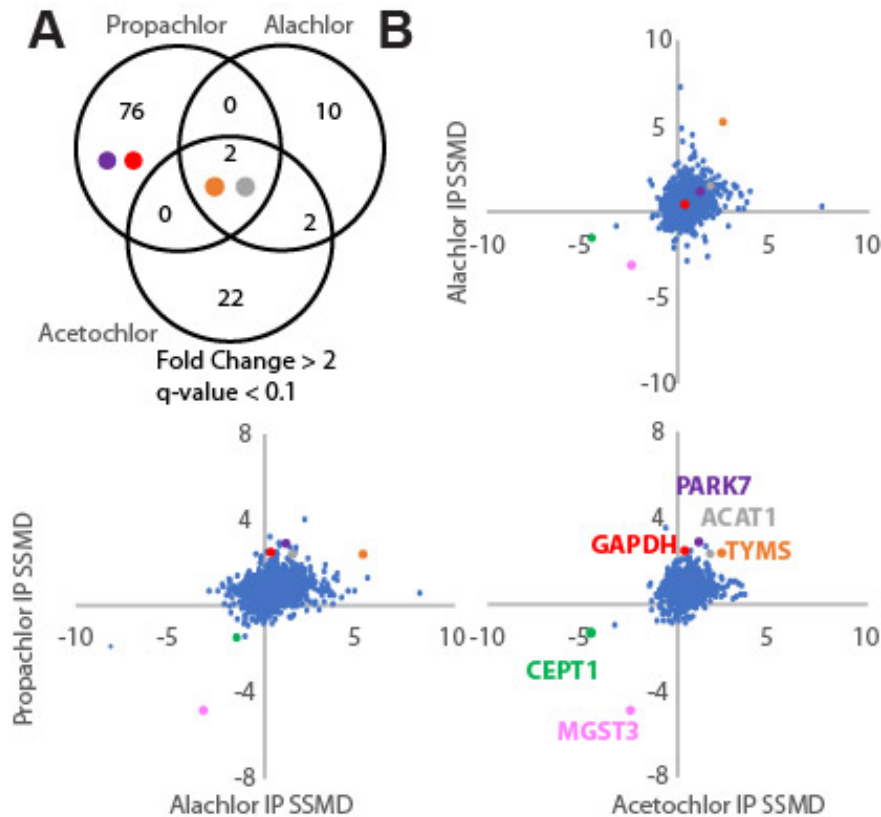 A
Propachlor
Alachlor
B
76
0
10
2
0
2
22
Acetochlor
Fold Change > 2
q-value < 0.1
10
5
-10
-5
5
10
-5
-10
Alachlor IP SSMD
8
4
-10
-5
5
10
-4
-8
Propachlor IP SSMD
Alachlor IP SSMD
8
PARK7
4
ACAT1
GAPDH
TYMS
-10
-5
5
10
CEPT1
-4
MGST3
-8
Acetochlor IP SSMD